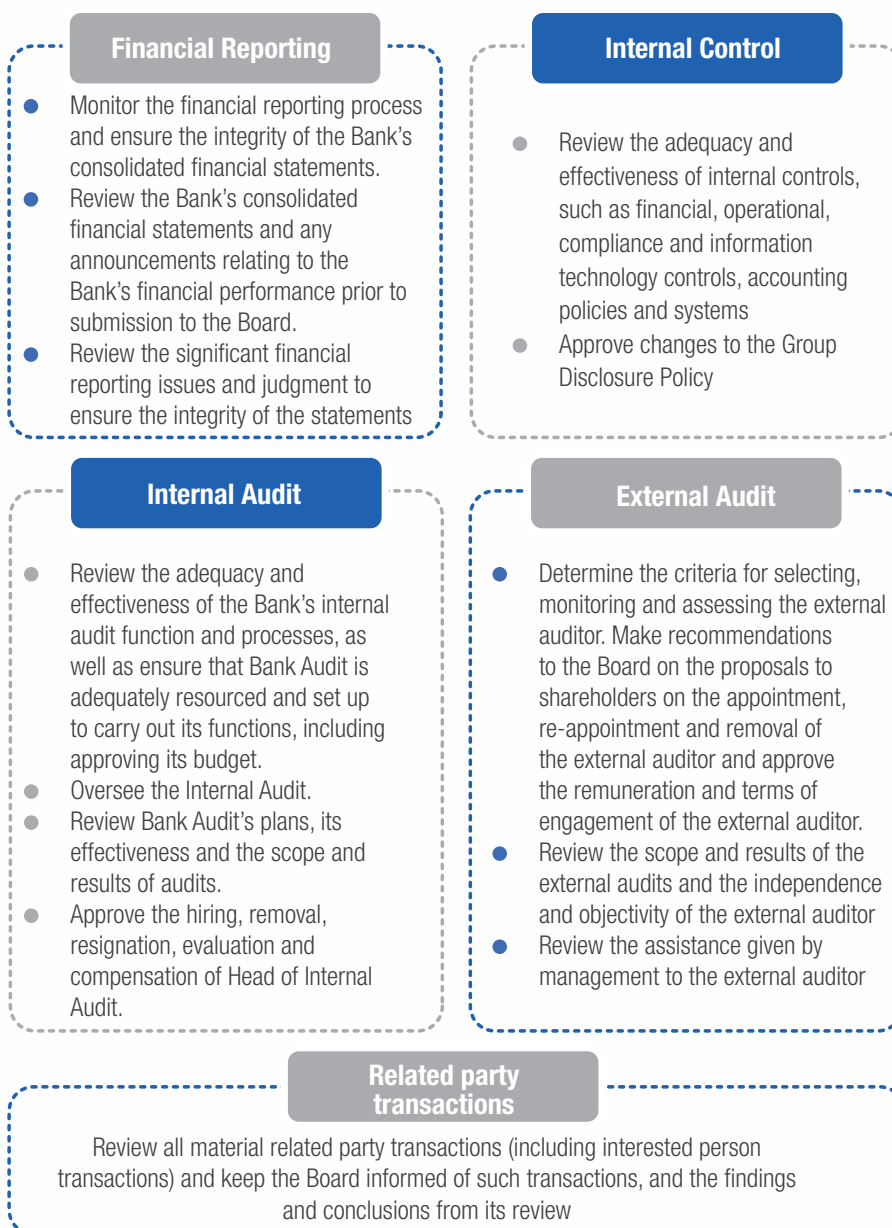 Financial Reporting
● Monitor the financial reporting process
and ensure the integrity of the Bank's
consolidated financial statements.
● Review the Bank's consolidated
financial statements and any
announcements relating to the
Bank's financial performance prior to
submission to the Board.
● Review the significant financial
reporting issues and judgment to
ensure the integrity of the statements
Internal Control
● Review the adequacy and
effectiveness of internal controls,
such as financial, operational,
compliance and information
technology controls, accounting
policies and systems
● Approve changes to the Group
Disclosure Policy
Internal Audit
● Review the adequacy and
effectiveness of the Bank's internal
audit function and processes, as
well as ensure that Bank Audit is
adequately resourced and set up
to carry out its functions, including
approving its budget.
● Oversee the Internal Audit.
● Review Bank Audit's plans, its
effectiveness and the scope and
results of audits.
● Approve the hiring, removal,
resignation, evaluation and
compensation of Head of Internal
Audit.
External Audit
● Determine the criteria for selecting,
monitoring and assessing the external
auditor. Make recommendations
to the Board on the proposals to
shareholders on the appointment,
re-appointment and removal of
the external auditor and approve
the remuneration and terms of
engagement of the external auditor.
● Review the scope and results of the
external audits and the independence
and objectivity of the external auditor
● Review the assistance given by
management to the external auditor
Related party
transactions
Review all material related party transactions (including interested person
transactions) and keep the Board informed of such transactions, and the findings
and conclusions from its review